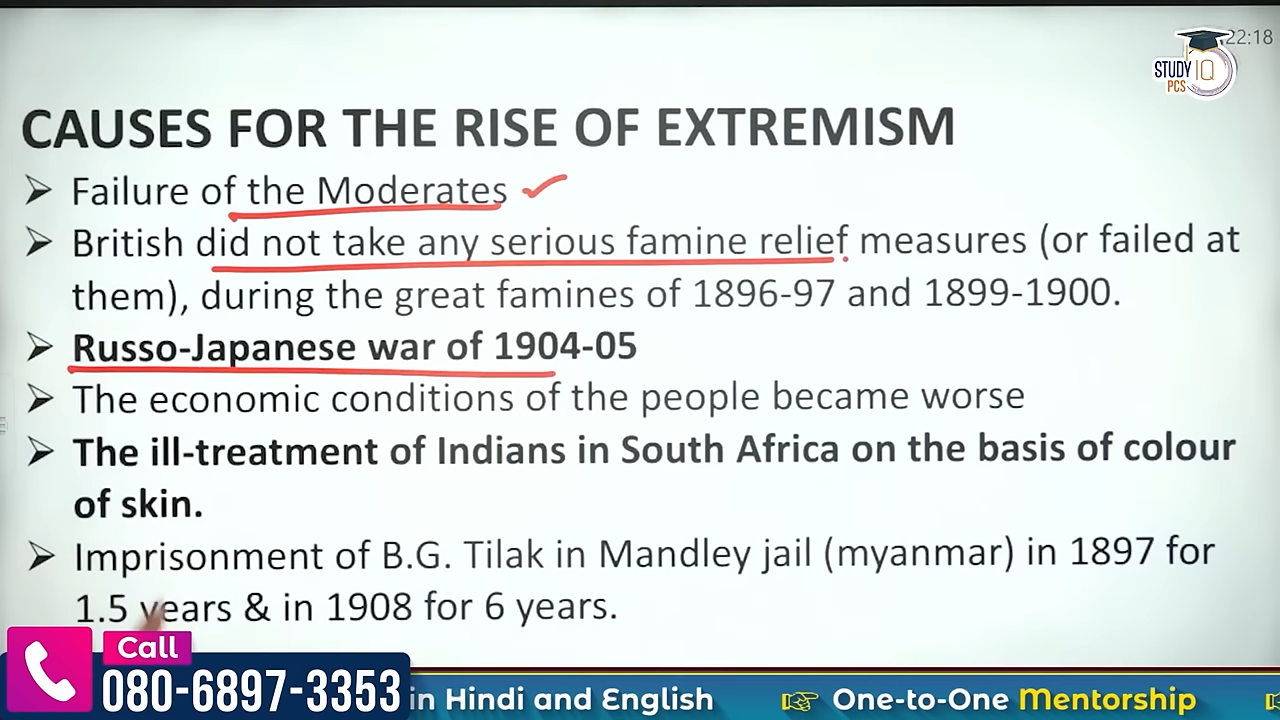 22:18
STUDY IQ
PCS
CAUSES FOR THE RISE OF EXTREMISM
➢ Failure of the Moderates
➢ British did not take any serious famine relief measures (or failed at
them), during the great famines of 1896-97 and 1899-1900.
➢ Russo-Japanese war of 1904-05
➢ The economic conditions of the people became worse
➢ The ill-treatment of Indians in South Africa on the basis of colour
of skin.
➢ Imprisonment of B.G. Tilak in Mandley jail (myanmar) in 1897 for
1.5 years & in 1908 for 6 years.
Call
080-6897-3353
in Hindi and English
One-to-One Mentorship